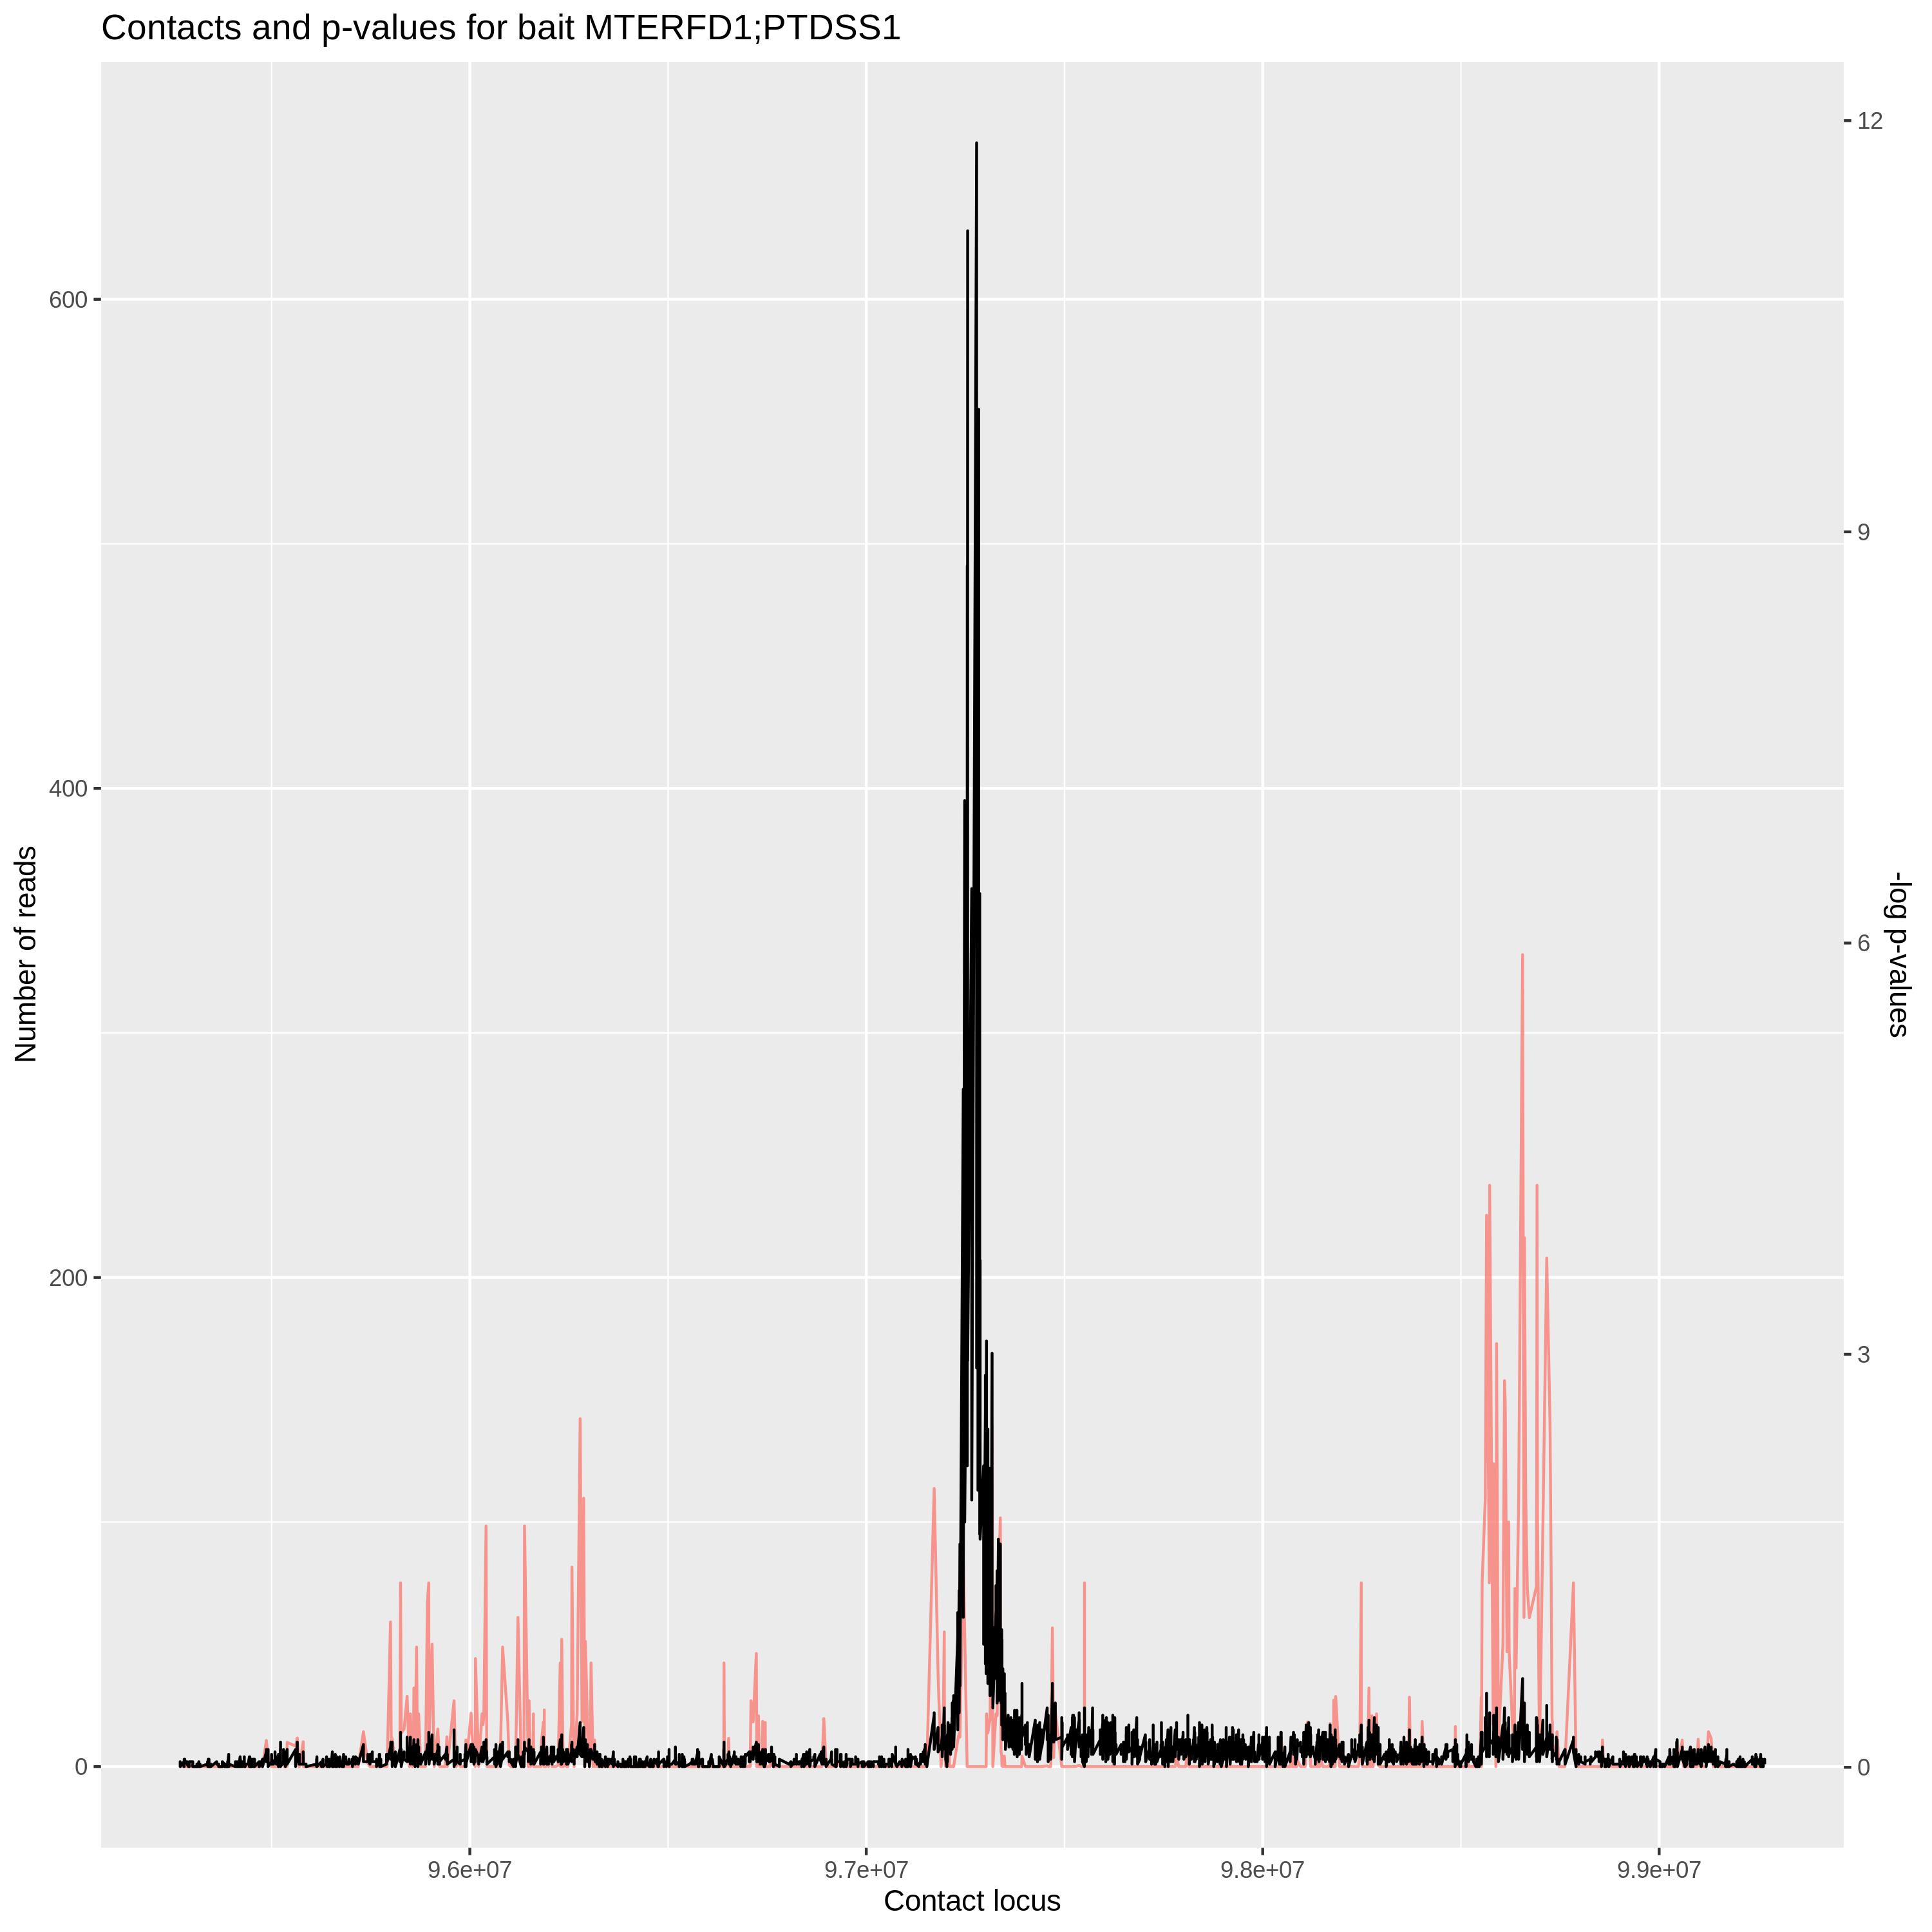 Contacts and p-values for bait MTERFD1;PTDSS1
12
600
9
400
Number of reads
-log p-values
6
200
3
0
0
9.6e+07 9.7e+07 9.8e+07 9.9e+07
Contact locus